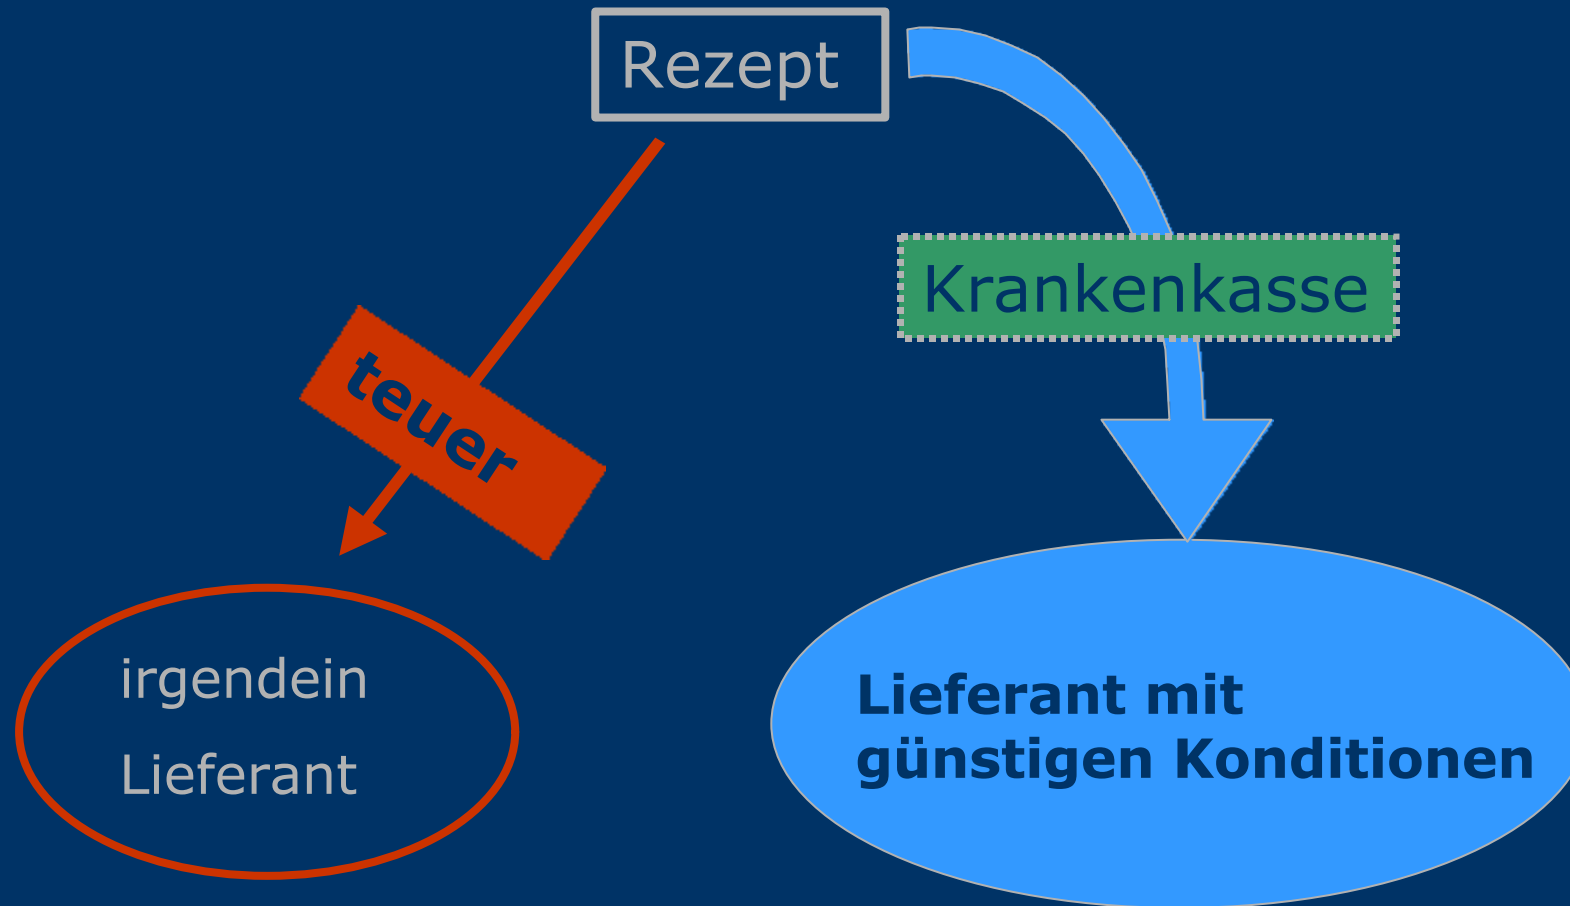 Rezept
Krankenkasse
teuer
irgendein
Lieferant
Lieferant mit
günstigen Konditionen